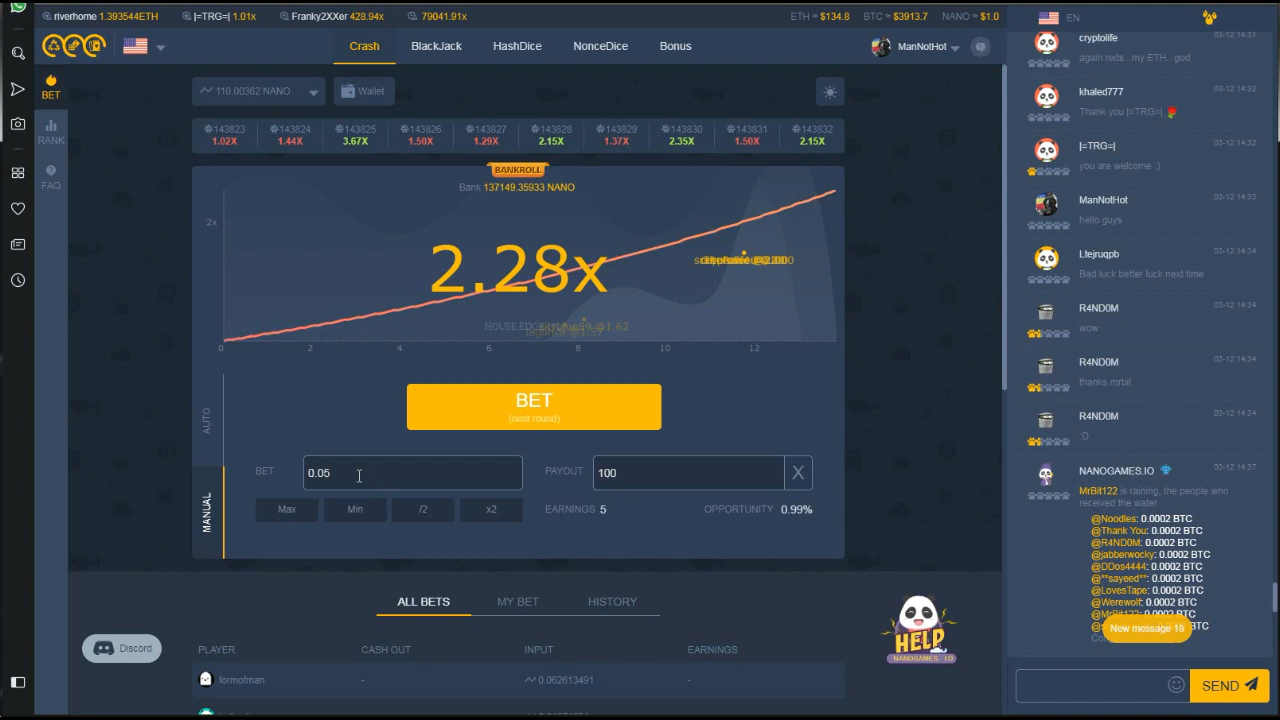 riverhome 1.393544ETH |=TRG=| 1.01x Franky2XXer 428.94x 79041.91x ETH ≈ $134.8 BTC ≈ $3913.7 NANO ≈ $1.0
EN
Crash BlackJack HashDice NonceDice Bonus ManNotHot
BET
RANK
FAQ
110.00362 NANO Wallet
143823 143824 143825 143826 143827 143828 143829 143830 143831 143832
1.02X 1.44X 3.67X 1.50X 1.29X 2.15X 1.37X 2.35X 1.50X 2.15X
BANKROLL
Bank 137149.35933 NANO
2x
2.28x
HOUSE EDGE
@1.62
0 2 4 6 8 10 12
BET
(next round)
AUTO
MANUAL
BET 0.05 PAYOUT 100 X
Max Min /2 x2 EARNINGS 5 OPPORTUNITY 0.99%
ALL BETS MY BET HISTORY
HELP
NANOGAMES.IO
Discord
PLAYER CASH OUT INPUT EARNINGS
formofman - 0.062613491 -
cryptolife 03-12 14:31
again reds...my ETH...god
khaled777 03-12 14:32
Thank you |=TRG=|
|=TRG=| 03-12 14:32
you are welcome :)
ManNotHot 03-12 14:33
hello guys
Ltejruqpb 03-12 14:34
Bad luck better luck next time
R4ND0M 03-12 14:34
wow
R4ND0M 03-12 14:34
thanks mrbit
R4ND0M 03-12 14:34
:D
NANOGAMES.IO 03-12 14:37
MrBit122 is raining, the people who
received the water
@Noodles: 0.0002 BTC
@Thank You: 0.0002 BTC
@R4ND0M: 0.0002 BTC
@jabberwocky: 0.0002 BTC
@DDos4444: 0.0002 BTC
@**sayeed**: 0.0002 BTC
@LovesTape: 0.0002 BTC
@Werewolf: 0.0002 BTC
@MrBit122: 0.0002 BTC
BTC
New message 18
SEND